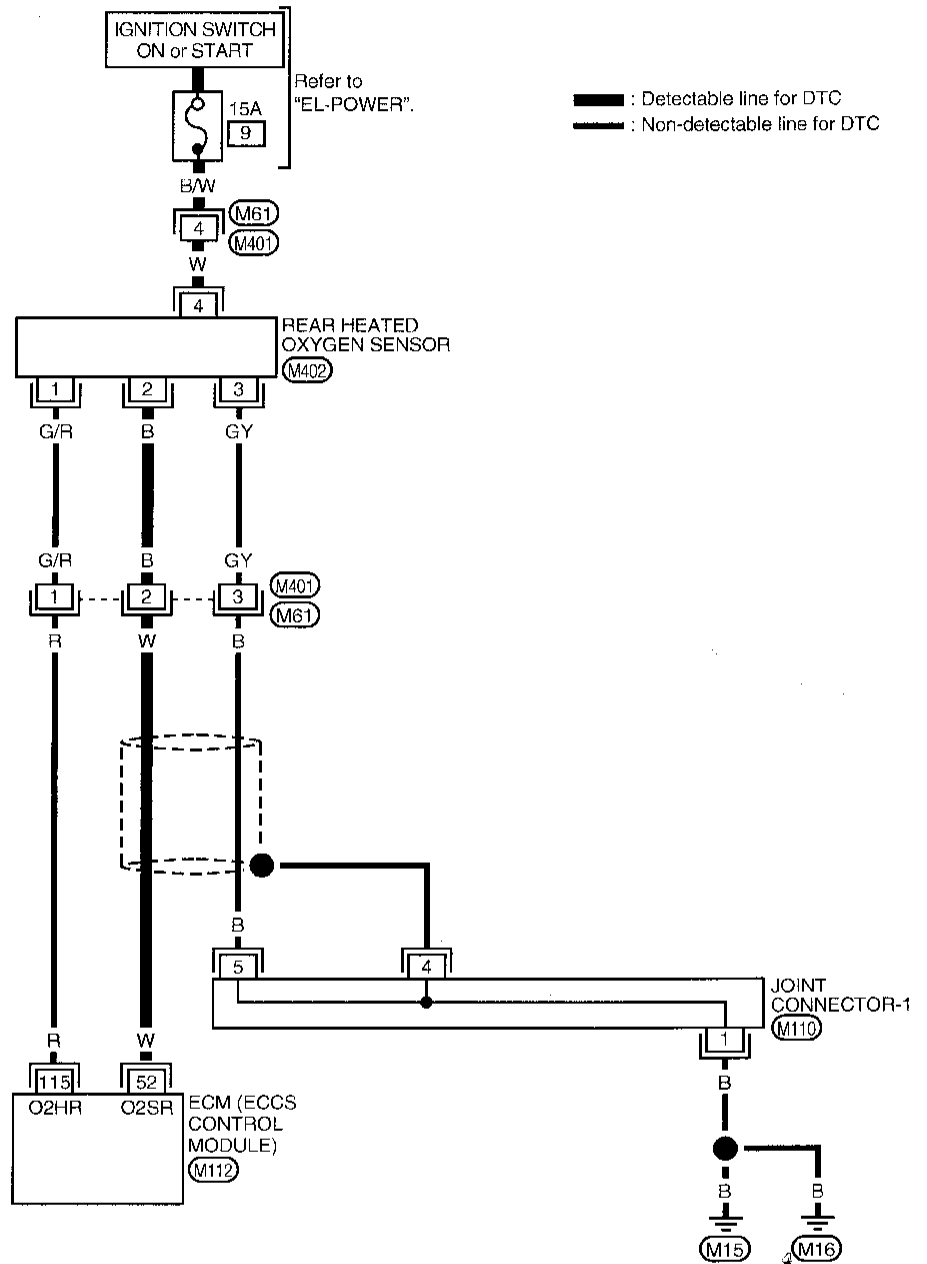 IGNITION SWITCH
ON or START
Refer to
"EL-POWER".
15A
9
: Detectable line for DTC
: Non-detectable line for DTC
B/W
M61
4
M401
W
4
REAR HEATED
OXYGEN SENSOR
M402
1 2 3
G/R B GY
G/R B GY
M401
1 2 3
M61
R W B
B
5 4
JOINT
CONNECTOR-1
M110
1
R W
115 52
O2HR O2SR
ECM (ECCS
CONTROL
MODULE)
M112
B
B B
M15 M16